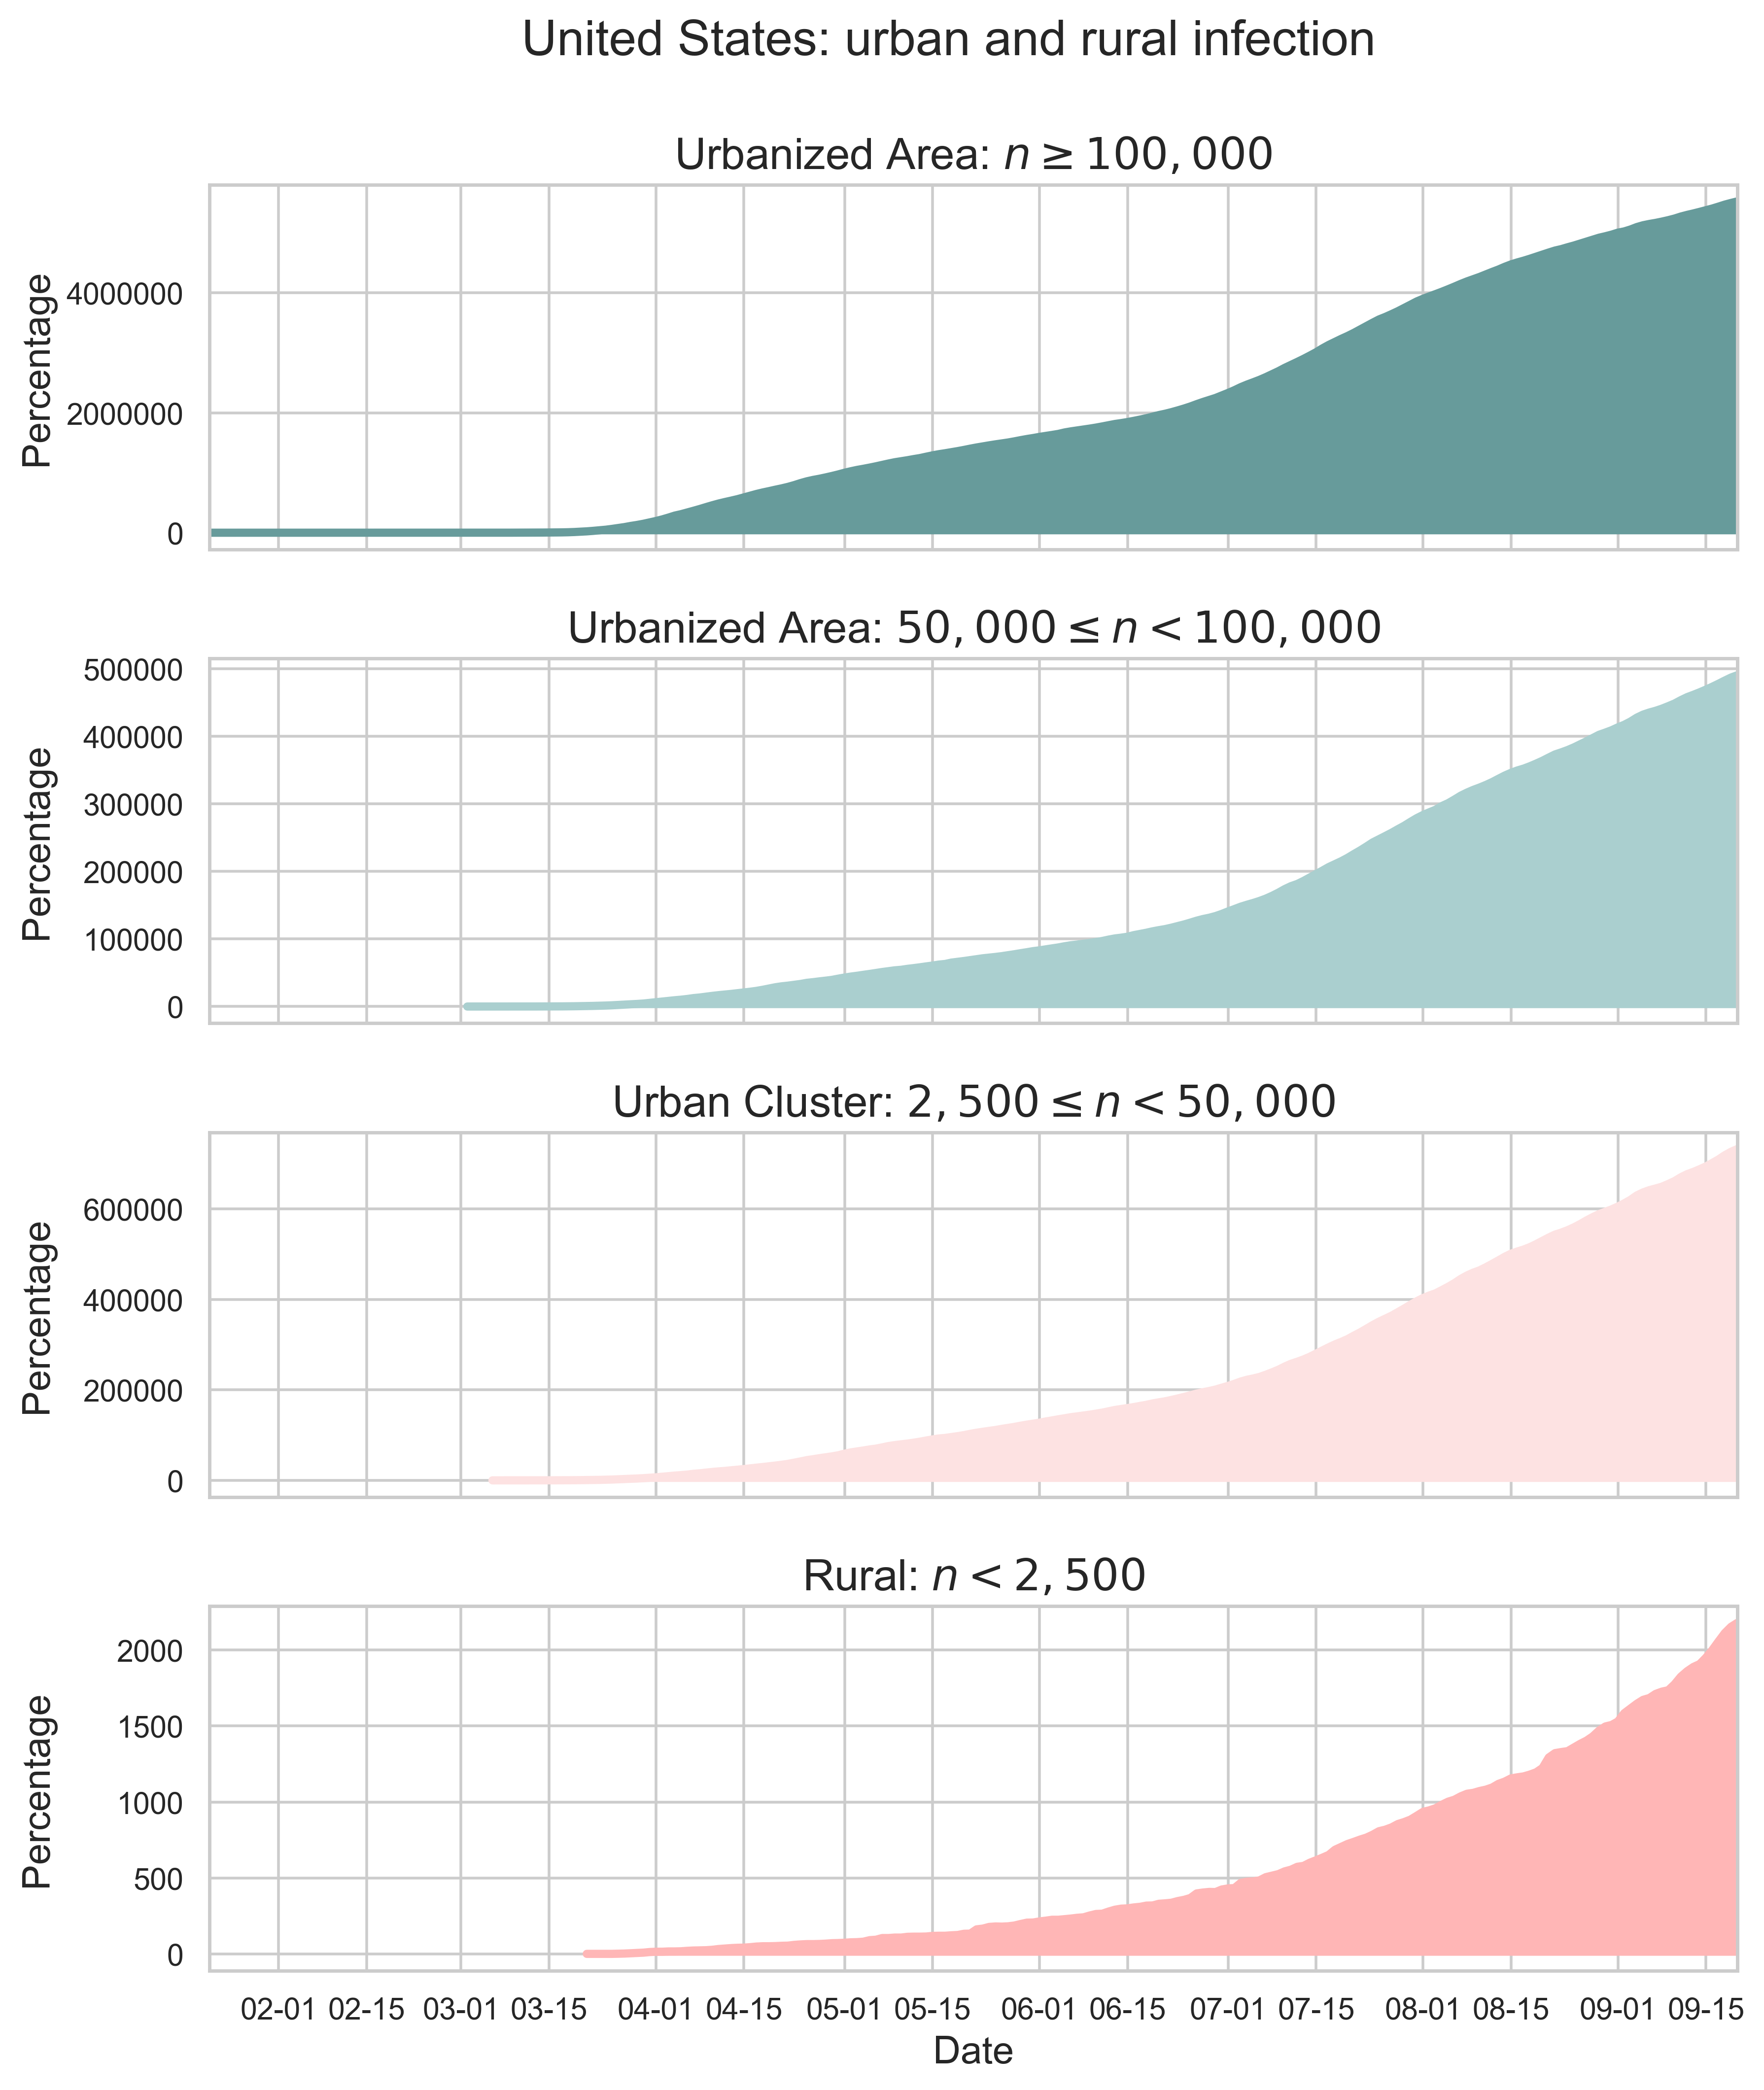 United States: urban and rural infection
Urbanized Area: n ≥ 100,000
Percentage
4000000
2000000
0
Urbanized Area: 50,000 ≤ n < 100,000
Percentage
500000
400000
300000
200000
100000
0
Urban Cluster: 2,500 ≤ n < 50,000
Percentage
600000
400000
200000
0
Rural: n < 2,500
Percentage
2000
1500
1000
500
0
02-01 02-15 03-01 03-15 04-01 04-15 05-01 05-15 06-01 06-15 07-01 07-15 08-01 08-15 09-01 09-15
Date